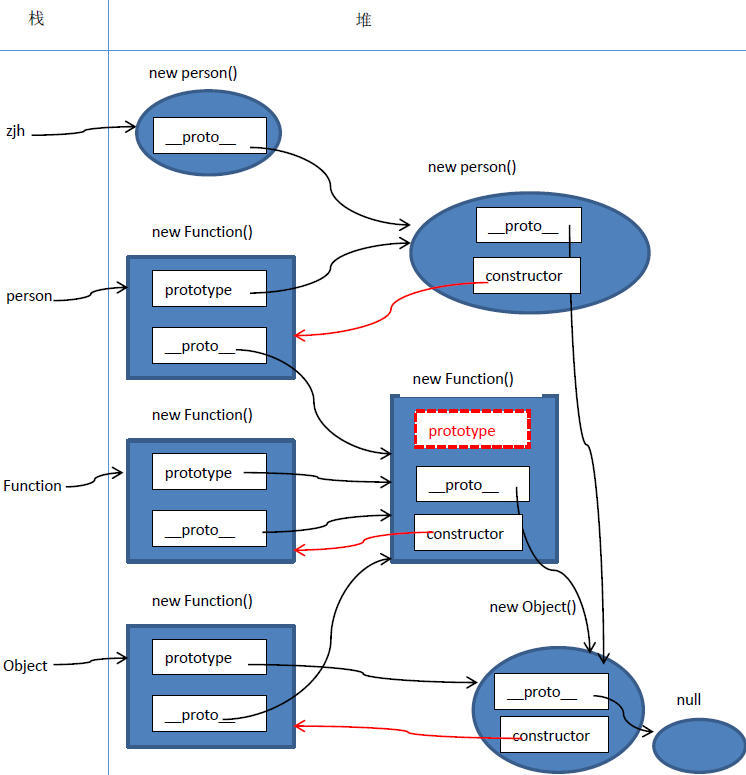 栈
堆
new person()
zjh
__proto__
new person()
__proto__
constructor
new Function()
person
prototype
__proto__
new Function()
prototype
__proto__
constructor
new Function()
Function
prototype
__proto__
new Function()
Object
prototype
__proto__
new Object()
__proto__
constructor
null